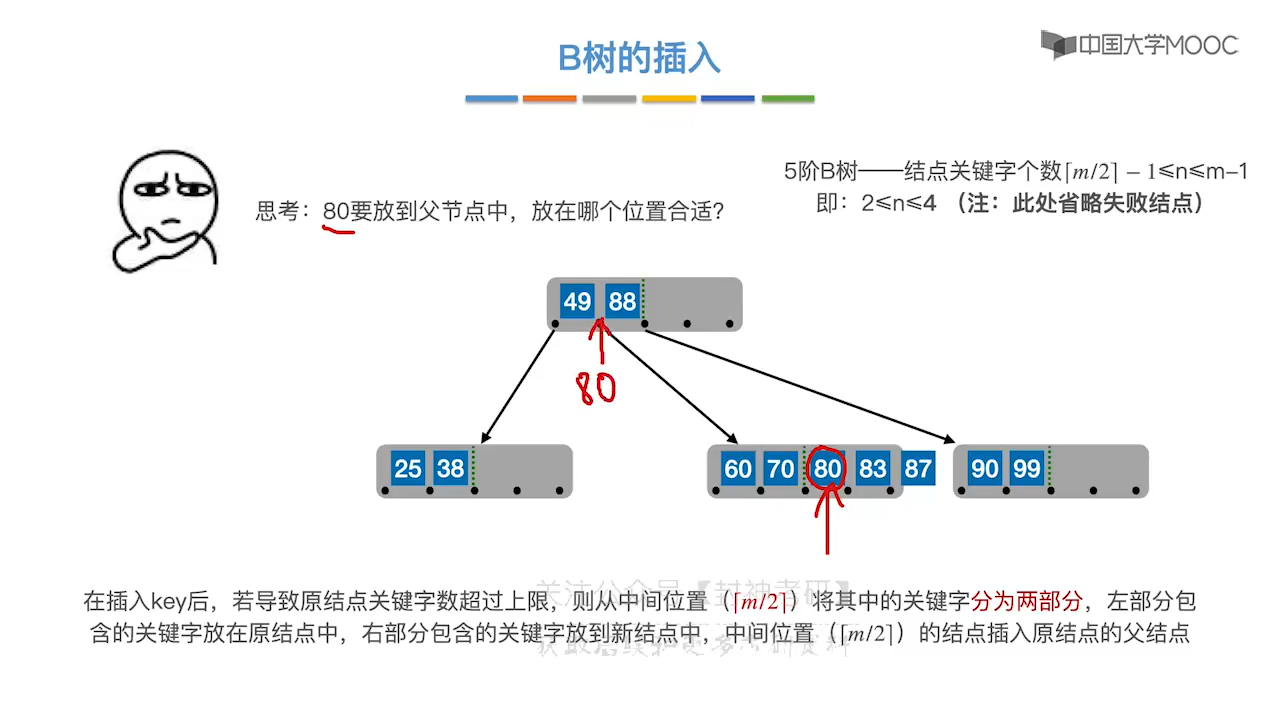 B树的插入
中国大学MOOC
5阶B树——结点关键字个数⌈m/2⌉ − 1≤n≤m–1
即：2≤n≤4 （注：此处省略失败结点）
思考：80要放到父节点中，放在哪个位置合适？
49 88
80
25 38
60 70 80 83 87
90 99
关注公众号【封神考研】
在插入key后，若导致原结点关键字数超过上限，则从中间位置（⌈m/2⌉）将其中的关键字分为两部分，左部分包
含的关键字放在原结点中，右部分包含的关键字放到新结点中，中间位置（⌈m/2⌉）的结点插入原结点的父结点